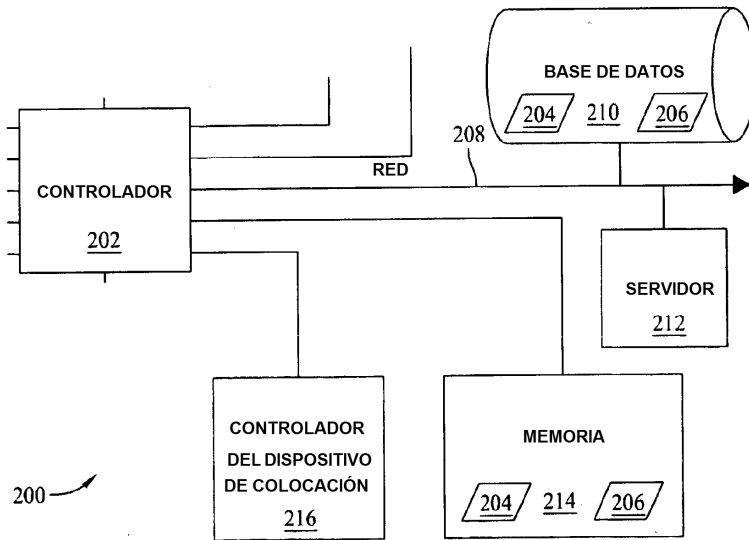 BASE DE DATOS
204 210 206
208
RED
CONTROLADOR
202
SERVIDOR
212
CONTROLADOR
DEL DISPOSITIVO
DE COLOCACIÓN
216
MEMORIA
204 214 206
200